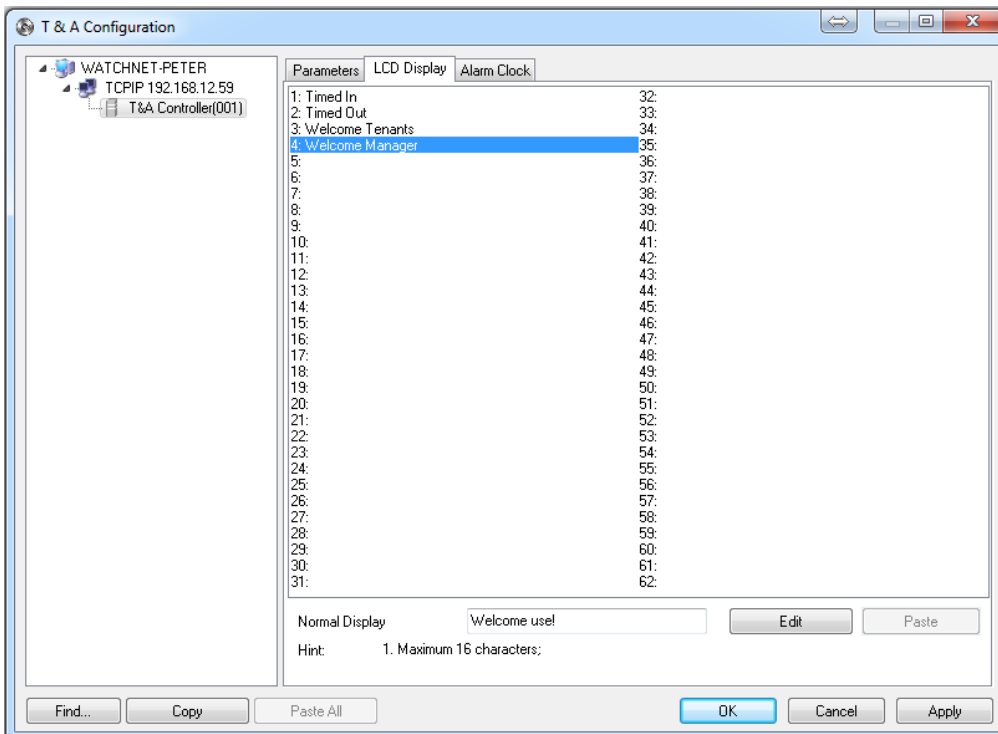 T & A Configuration
WATCHNET-PETER
TCPIP 192.168.12.59
T&A Controller(001)
Parameters LCD Display Alarm Clock
1: Timed In 32:
2: Timed Out 33:
3: Welcome Tenants 34:
4: Welcome Manager 35:
5: 36:
6: 37:
7: 38:
8: 39:
9: 40:
10: 41:
11: 42:
12: 43:
13: 44:
14: 45:
15: 46:
16: 47:
17: 48:
18: 49:
19: 50:
20: 51:
21: 52:
22: 53:
23: 54:
24: 55:
25: 56:
26: 57:
27: 58:
28: 59:
29: 60:
30: 61:
31: 62:
Normal Display Welcome use! Edit Paste
Hint: 1. Maximum 16 characters;
Find... Copy Paste All OK Cancel Apply